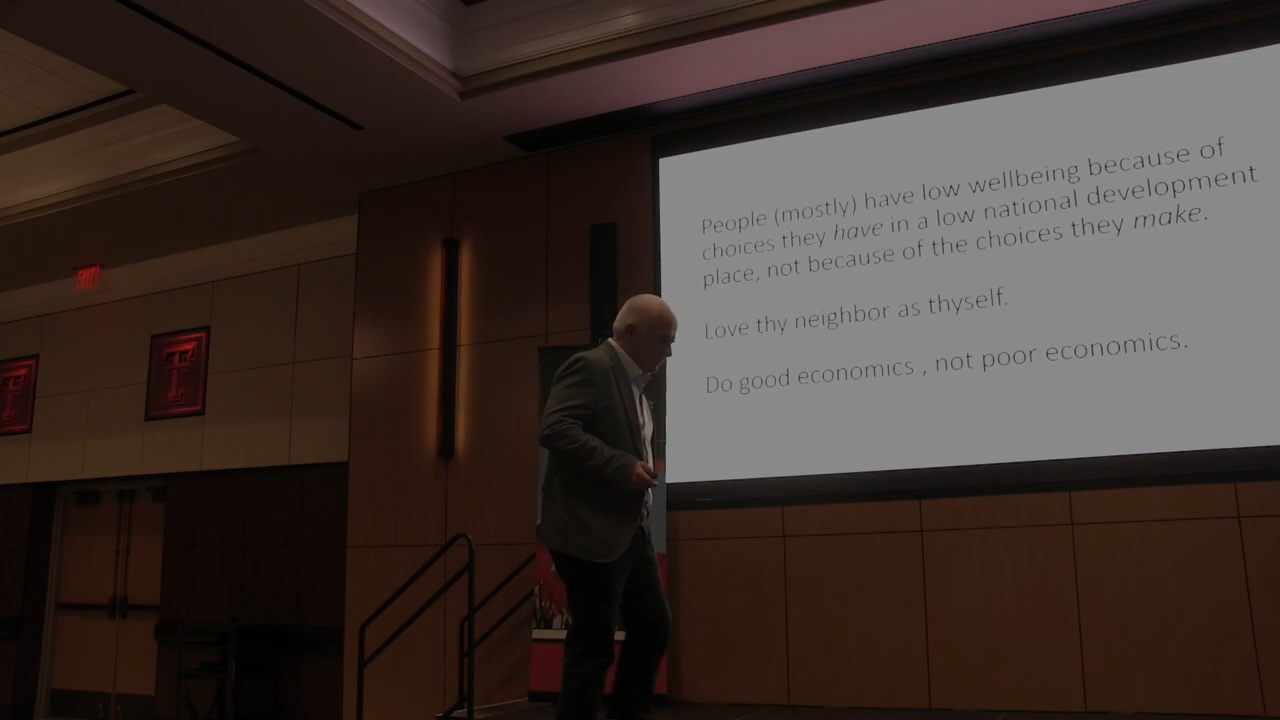 EXIT
T
T
People (mostly) have low wellbeing because of
choices they have in a low national development
place, not because of the choices they make.
Love thy neighbor as thyself.
Do good economics , not poor economics.